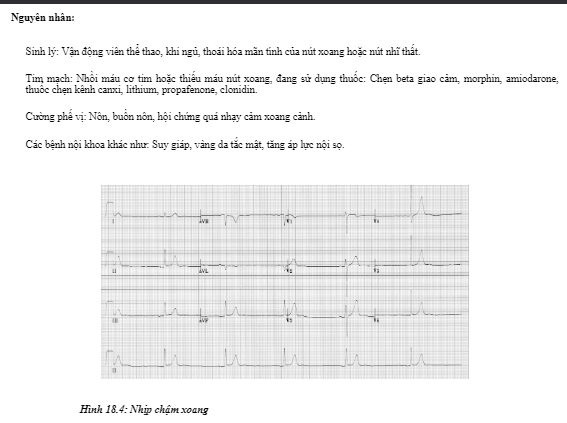 Nguyên nhân:
Sinh lý: Vận động viên thể thao, khi ngủ, thoái hóa mãn tính của nút xoang hoặc nút nhĩ thất.
Tim mạch: Nhồi máu cơ tim hoặc thiếu máu nút xoang, đang sử dụng thuốc: Chẹn beta giao cảm, morphin, amiodarone,
thuốc chẹn kênh canxi, lithium, propafenone, clonidin.
Cường phế vị: Nôn, buồn nôn, hội chứng quá nhạy cảm xoang cảnh.
Các bệnh nội khoa khác như: Suy giáp, vàng da tắc mật, tăng áp lực nội sọ.
I aVR V1 V4
II aVL V2 V5
III aVF V3 V6
II
Hình 18.4: Nhịp chậm xoang